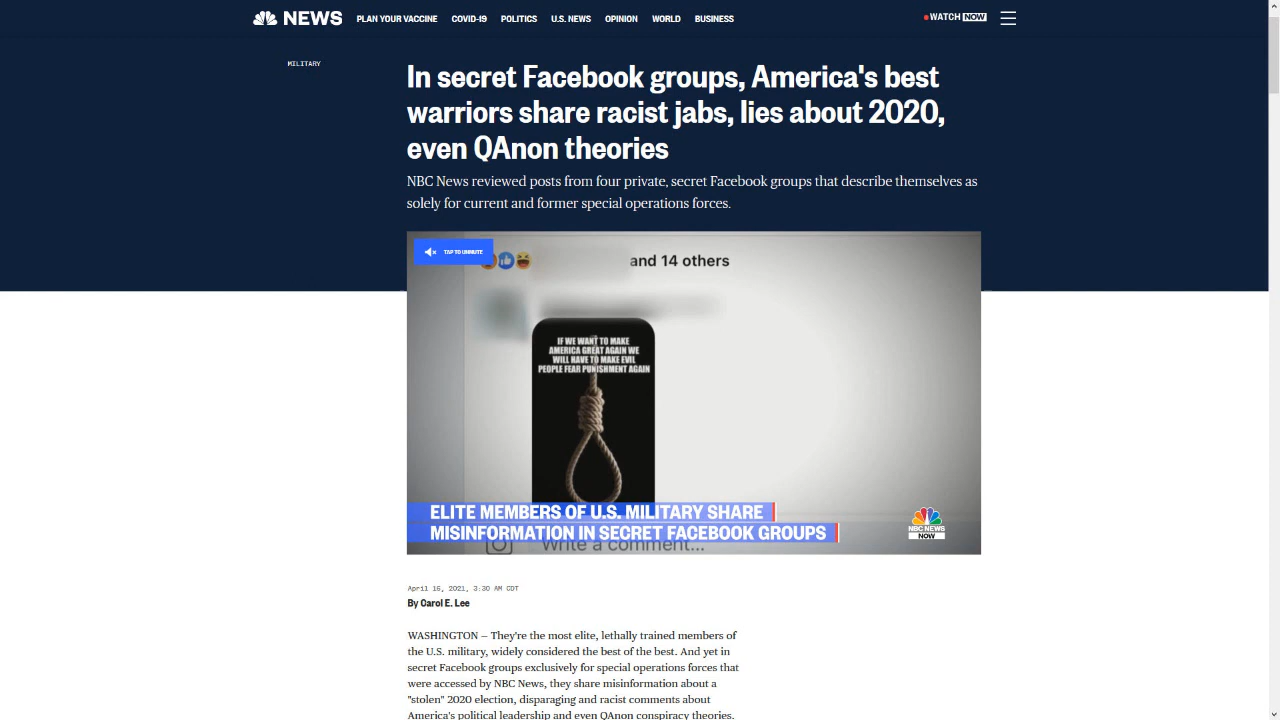 NEWS
PLAN YOUR VACCINE
COVID-19
POLITICS
U.S. NEWS
OPINION
WORLD
BUSINESS
WATCH NOW
MILITARY
In secret Facebook groups, America's best
warriors share racist jabs, lies about 2020,
even QAnon theories
NBC News reviewed posts from four private, secret Facebook groups that describe themselves as
solely for current and former special operations forces.
TAP TO UNMUTE
and 14 others
IF WE WANT TO MAKE
AMERICA GREAT AGAIN WE
WILL HAVE TO MAKE EVIL
PEOPLE FEAR PUNISHMENT AGAIN
ELITE MEMBERS OF U.S. MILITARY SHARE
MISINFORMATION IN SECRET FACEBOOK GROUPS
NBC NEWS
NOW
Write a comment...
April 16, 2021, 3:30 AM CDT
By Carol E. Lee
WASHINGTON — They're the most elite, lethally trained members of
the U.S. military, widely considered the best of the best. And yet in
secret Facebook groups exclusively for special operations forces that
were accessed by NBC News, they share misinformation about a
"stolen" 2020 election, disparaging and racist comments about
America's political leadership and even QAnon conspiracy theories.